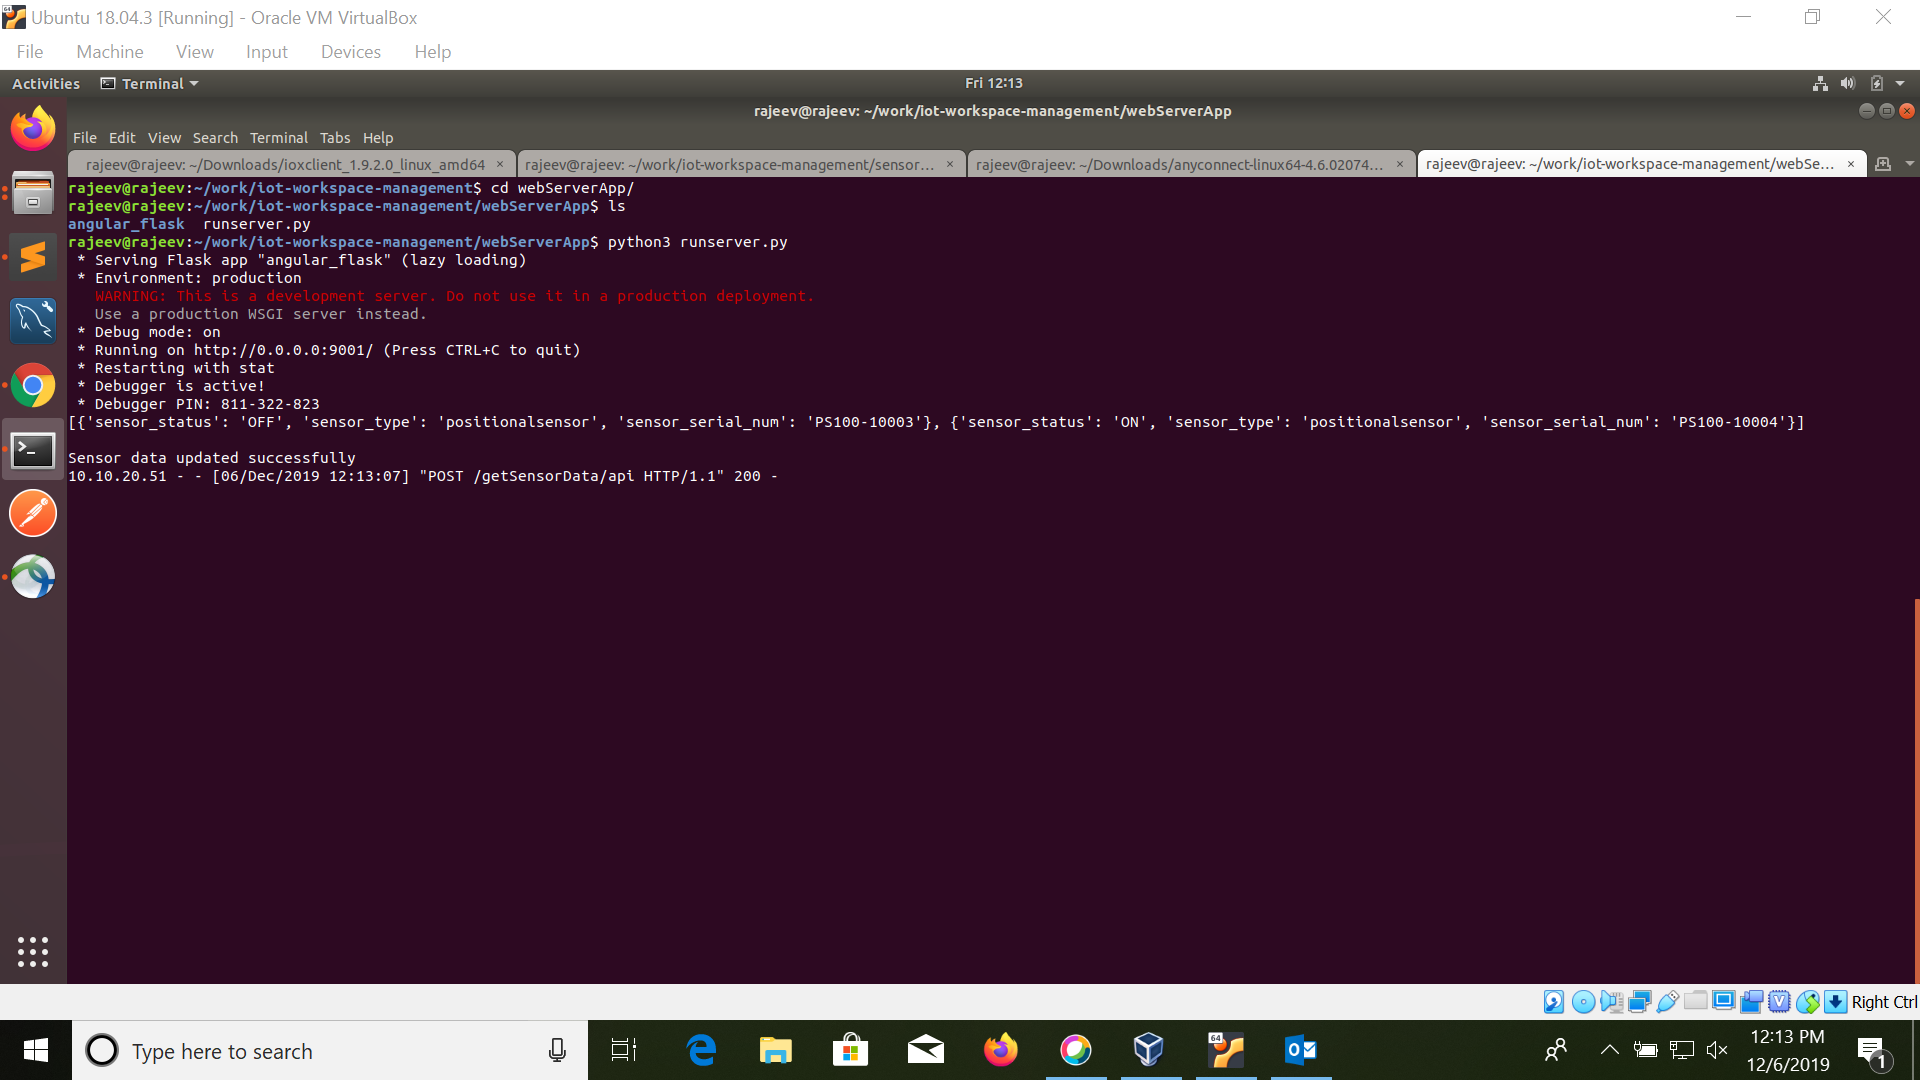 Ubuntu 18.04.3 [Running] - Oracle VM VirtualBox
File Machine View Input Devices Help
Activities Terminal Fri 12:13
rajeev@rajeev: ~/work/iot-workspace-management/webServerApp
File Edit View Search Terminal Tabs Help
rajeev@rajeev: ~/Downloads/ioxclient_1.9.2.0_linux_amd64 × rajeev@rajeev: ~/work/iot-workspace-management/sensor... × rajeev@rajeev: ~/Downloads/anyconnect-linux64-4.6.02074... × rajeev@rajeev: ~/work/iot-workspace-management/webSe... ×
rajeev@rajeev:~/work/iot-workspace-management$ cd webServerApp/
rajeev@rajeev:~/work/iot-workspace-management/webServerApp$ ls
angular_flask  runserver.py
rajeev@rajeev:~/work/iot-workspace-management/webServerApp$ python3 runserver.py
 * Serving Flask app "angular_flask" (lazy loading)
 * Environment: production
   WARNING: This is a development server. Do not use it in a production deployment.
   Use a production WSGI server instead.
 * Debug mode: on
 * Running on http://0.0.0.0:9001/ (Press CTRL+C to quit)
 * Restarting with stat
 * Debugger is active!
 * Debugger PIN: 811-322-823
[{'sensor_status': 'OFF', 'sensor_type': 'positionalsensor', 'sensor_serial_num': 'PS100-10003'}, {'sensor_status': 'ON', 'sensor_type': 'positionalsensor', 'sensor_serial_num': 'PS100-10004'}]
Sensor data updated successfully
10.10.20.51 - - [06/Dec/2019 12:13:07] "POST /getSensorData/api HTTP/1.1" 200 -
Right Ctrl
Type here to search
12:13 PM
12/6/2019
1
64